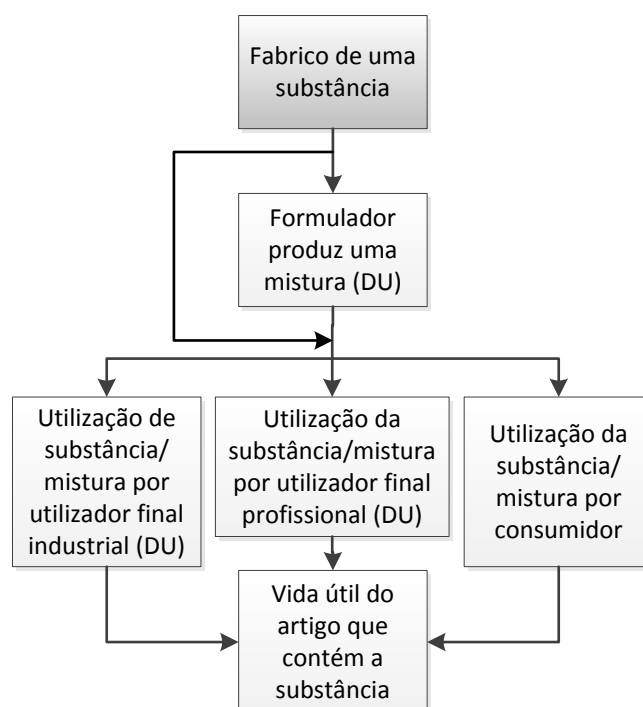 Fabrico de uma
substância
Formulador
produz uma
mistura (DU)
Utilização de
substância/
mistura por
utilizador final
industrial (DU)
Utilização da
substância/mistura
por utilizador final
profissional (DU)
Utilização da
substância/
mistura por
consumidor
Vida útil do
artigo que
contém a
substância